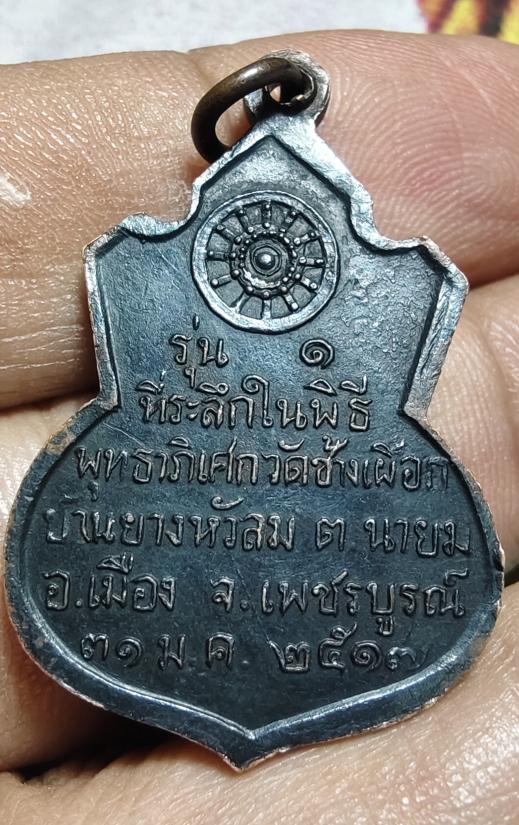 รุ่น ๑
ที่ระลึกในพิธี
พุทธาภิเศกวัดช้างเผือก
บ้านยางหัวลม ต นายม
อ.เมือง จ.เพชรบูรณ์
๓๑ ม.ค. ๒๕๑๗